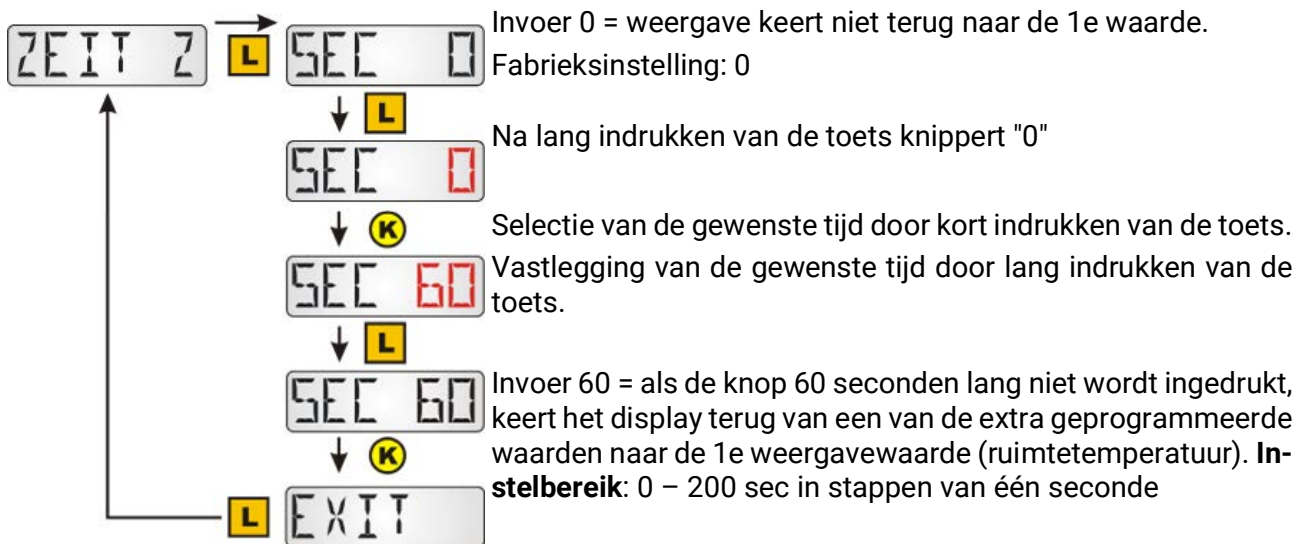 ZEIT 2
L
SEC 0
Invoer 0 = weergave keert niet terug naar de 1e waarde.
Fabrieksinstelling: 0
L
Na lang indrukken van de toets knippert "0"
SEC 0
K
Selectie van de gewenste tijd door kort indrukken van de toets.
SEC 60
Vastlegging van de gewenste tijd door lang indrukken van de
toets.
L
SEC 60
Invoer 60 = als de knop 60 seconden lang niet wordt ingedrukt,
keert het display terug van een van de extra geprogrammeerde
K
waarden naar de 1e weergavewaarde (ruimtetemperatuur). In-
stelbereik: 0 – 200 sec in stappen van één seconde
L
EXIT